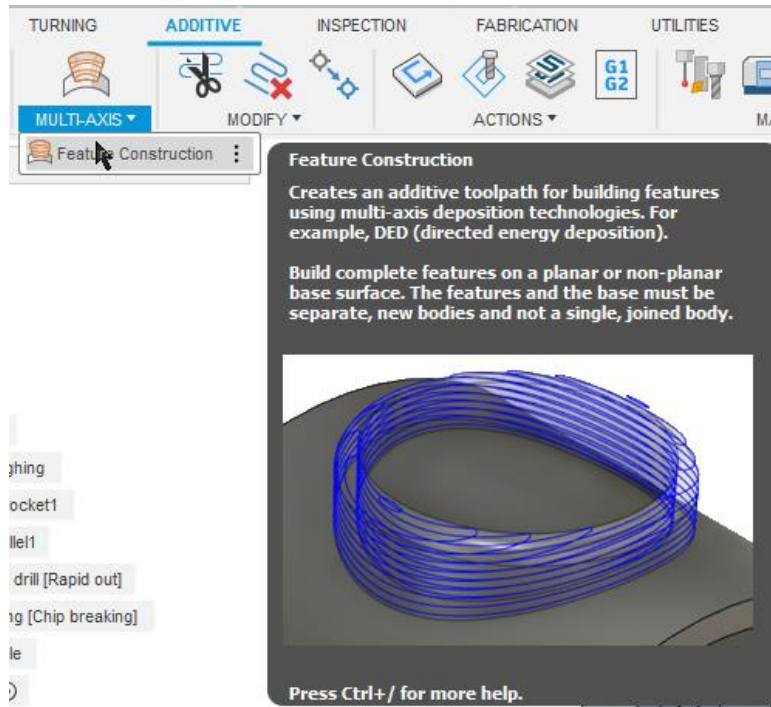 TURNING ADDITIVE INSPECTION FABRICATION UTILITIES
G1
G2
MULTI-AXIS MODIFY ACTIONS MA
Feature Construction
Feature Construction
Creates an additive toolpath for building features
using multi-axis deposition technologies. For
example, DED (directed energy deposition).
Build complete features on a planar or non-planar
base surface. The features and the base must be
separate, new bodies and not a single, joined body.
ghing
ocket1
llel1
drill [Rapid out]
ng [Chip breaking]
le
Press Ctrl+/ for more help.